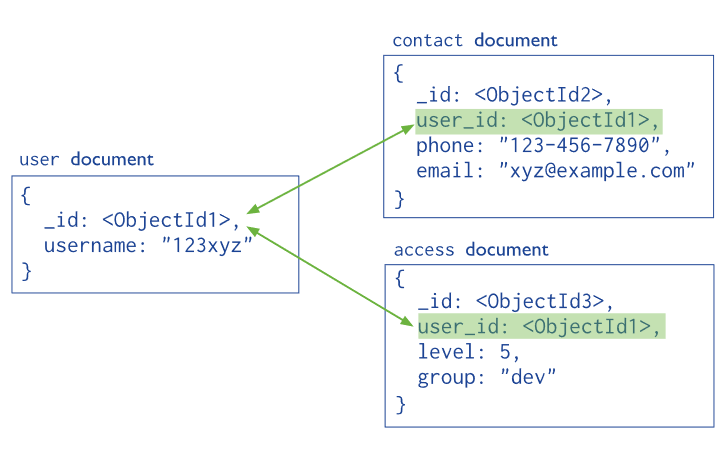 user document
{
_id: <ObjectId1>,
username: "123xyz"
}
contact document
{
_id: <ObjectId2>,
user_id: <ObjectId1>,
phone: "123-456-7890",
email: "xyz@example.com"
}
access document
{
_id: <ObjectId3>,
user_id: <ObjectId1>,
level: 5,
group: "dev"
}